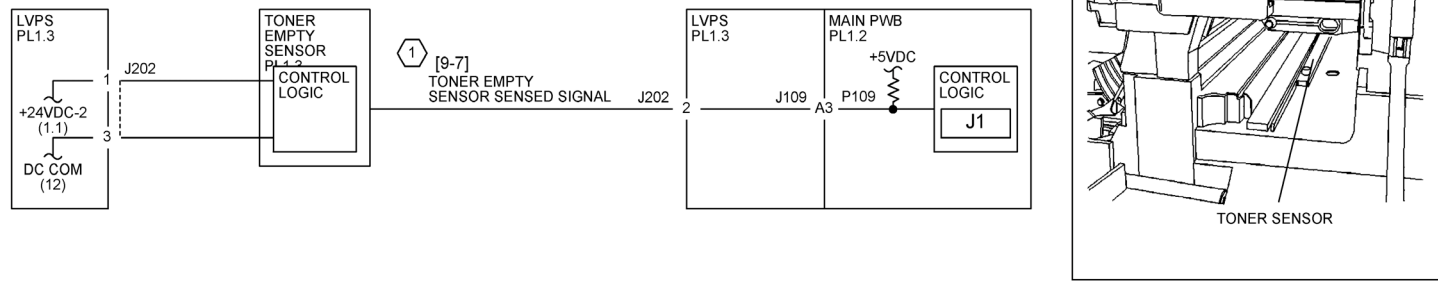 LVPS
PL1.3
1
J202
+24VDC-2
(1.1)
3
DC COM
(12)
TONER
EMPTY
SENSOR
PL1.3
CONTROL
LOGIC
1
[9-7]
TONER EMPTY
SENSOR SENSED SIGNAL
J202
2
LVPS
PL1.3
J109
A3
MAIN PWB
PL1.2
+5VDC
P109
CONTROL
LOGIC
J1
TONER SENSOR